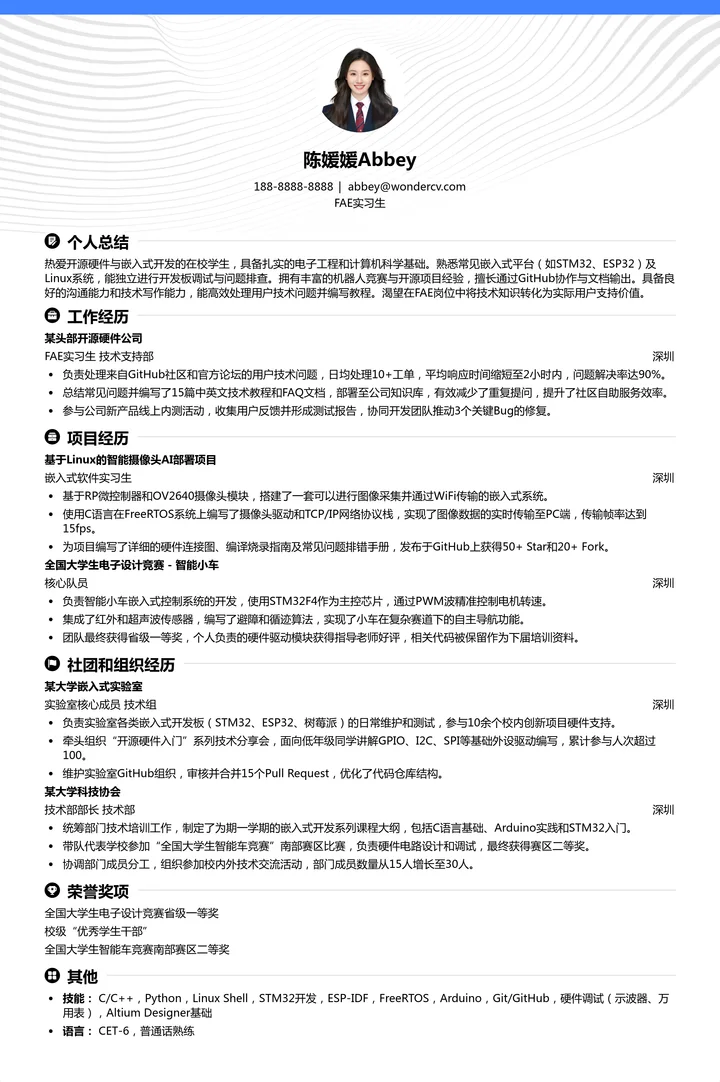 陈媛媛Abbey
188-8888-8888 | abbey@wondercv.com
FAE实习生
个人总结
热爱开源硬件与嵌入式开发的在校学生，具备扎实的电子工程和计算机科学基础。熟悉常见嵌入式平台（如STM32、ESP32）及
Linux系统，能独立进行开发板调试与问题排查。拥有丰富的机器人竞赛与开源项目经验，擅长通过GitHub协作与文档输出。具备良
好的沟通能力和技术写作能力，能高效处理用户技术问题并编写教程。渴望在FAE岗位中将技术知识转化为实际用户支持价值。
工作经历
某头部开源硬件公司
FAE实习生 技术支持部 深圳
• 负责处理来自GitHub社区和官方论坛的用户技术问题，日均处理10+工单，平均响应时间缩短至2小时内，问题解决率达90%。
• 总结常见问题并编写了15篇中英文技术教程和FAQ文档，部署至公司知识库，有效减少了重复提问，提升了社区自助服务效率。
• 参与公司新产品线上内测活动，收集用户反馈并形成测试报告，协同开发团队推动3个关键Bug的修复。
项目经历
基于Linux的智能摄像头AI部署项目
嵌入式软件实习生 深圳
• 基于RP微控制器和OV2640摄像头模块，搭建了一套可以进行图像采集并通过WiFi传输的嵌入式系统。
• 使用C语言在FreeRTOS系统上编写了摄像头驱动和TCP/IP网络协议栈，实现了图像数据的实时传输至PC端，传输帧率达到
15fps。
• 为项目编写了详细的硬件连接图、编译烧录指南及常见问题排错手册，发布于GitHub上获得50+ Star和20+ Fork。
全国大学生电子设计竞赛 - 智能小车
核心队员 深圳
• 负责智能小车嵌入式控制系统的开发，使用STM32F4作为主控芯片，通过PWM波精准控制电机转速。
• 集成了红外和超声波传感器，编写了避障和循迹算法，实现了小车在复杂赛道下的自主导航功能。
• 团队最终获得省级一等奖，个人负责的硬件驱动模块获得指导老师好评，相关代码被保留作为下届培训资料。
社团和组织经历
某大学嵌入式实验室
实验室核心成员 技术组 深圳
• 负责实验室各类嵌入式开发板（STM32、ESP32、树莓派）的日常维护和测试，参与10余个校内创新项目硬件支持。
• 牵头组织“开源硬件入门”系列技术分享会，面向低年级同学讲解GPIO、I2C、SPI等基础外设驱动编写，累计参与人次超过
100。
• 维护实验室GitHub组织，审核并合并15个Pull Request，优化了代码仓库结构。
某大学科技协会
技术部部长 技术部 深圳
• 统筹部门技术培训工作，制定了为期一学期的嵌入式开发系列课程大纲，包括C语言基础、Arduino实践和STM32入门。
• 带队代表学校参加“全国大学生智能车竞赛”南部赛区比赛，负责硬件电路设计和调试，最终获得赛区二等奖。
• 协调部门成员分工，组织参加校内外技术交流活动，部门成员数量从15人增长至30人。
荣誉奖项
全国大学生电子设计竞赛省级一等奖
校级“优秀学生干部”
全国大学生智能车竞赛南部赛区二等奖
其他
• 技能： C/C++，Python，Linux Shell，STM32开发，ESP-IDF，FreeRTOS，Arduino，Git/GitHub，硬件调试（示波器、万
用表），Altium Designer基础
• 语言： CET-6，普通话熟练